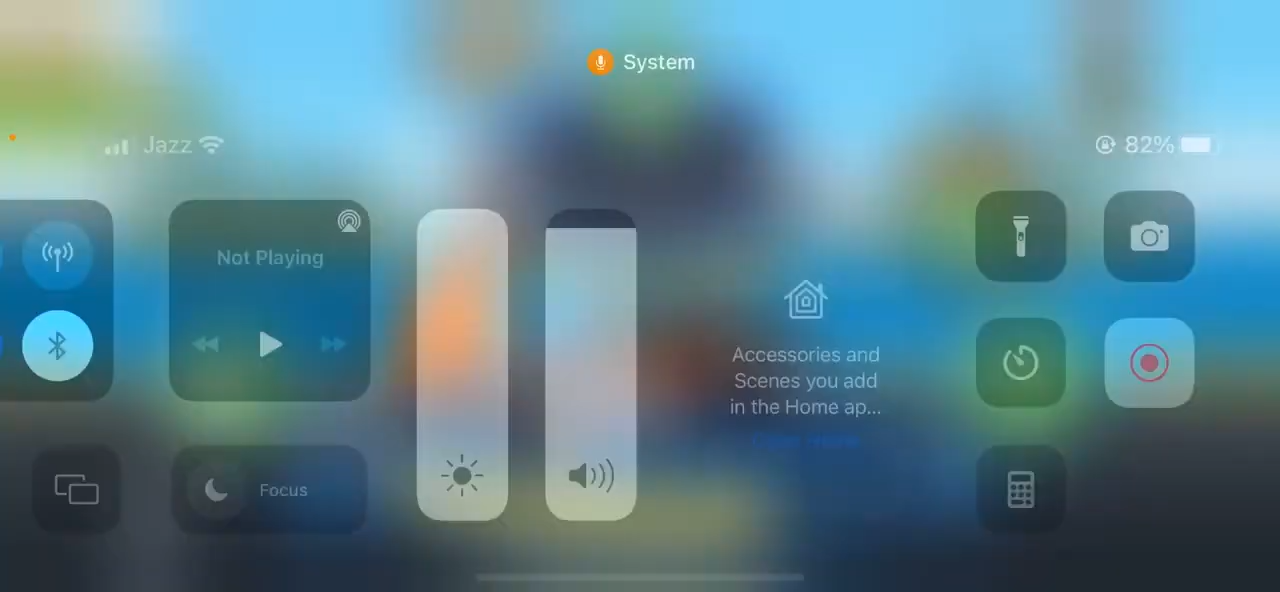 System
Jazz
82%
Not Playing
Accessories and
Scenes you add
in the Home ap...
Focus